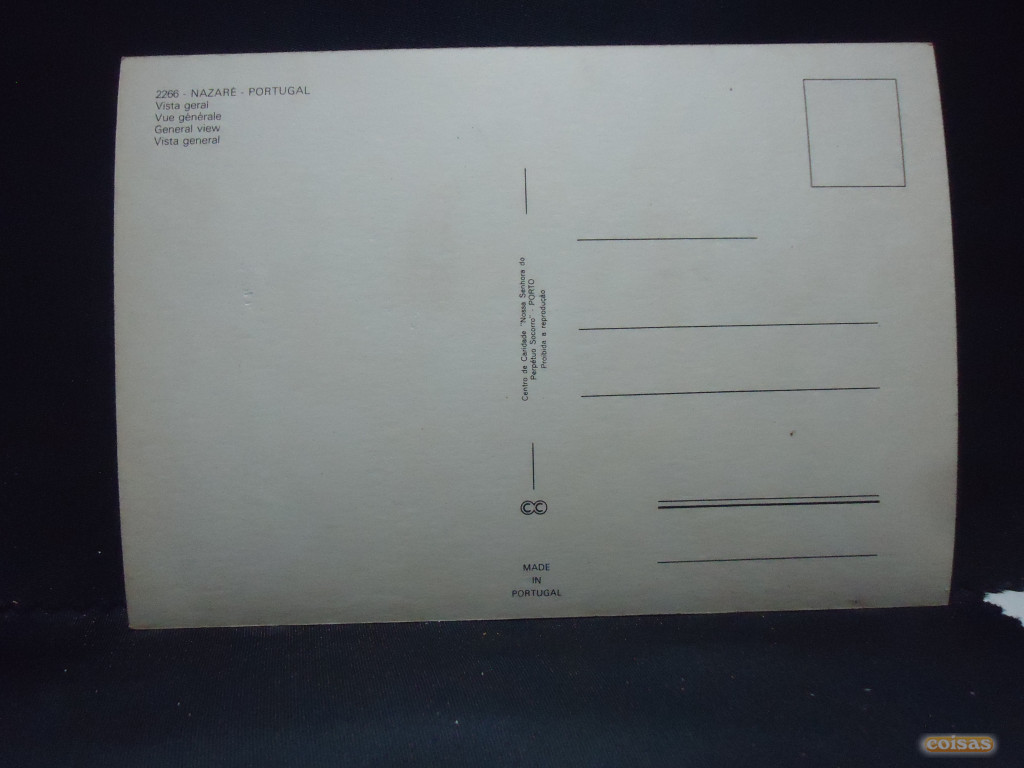 2266 - NAZARÉ - PORTUGAL
Vista geral
Vue générale
General view
Vista general
Centro de Caridade "Nossa Senhora do
Perpétuo Socorro" - PORTO
Proibida a reprodução
CC
MADE
IN
PORTUGAL
coisas